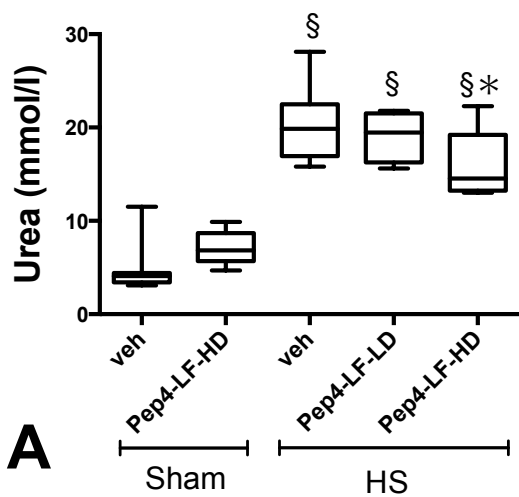 Urea (mmol/l)
30
20
10
0
§
§
§*
veh
Pep4-LF-HD
veh
Pep4-LF-LD
Pep4-LF-HD
Sham
HS
A